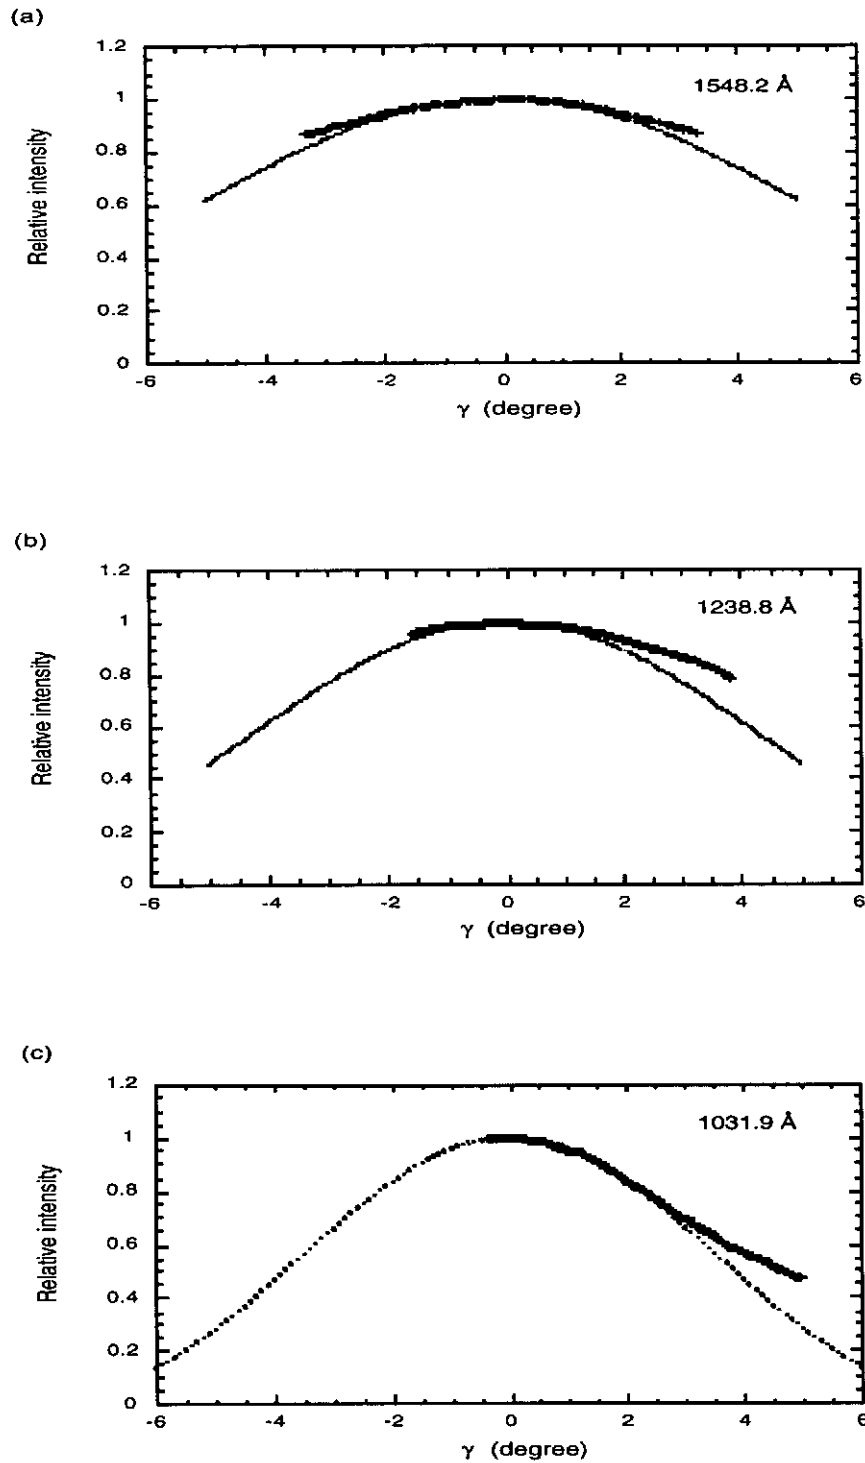 (a)
1.2
1548.2 Å
1
0.8
0.6
0.4
0.2
0
Relative intensity
-6 -4 -2 0 2 4 6
γ (degree)
(b)
1.2
1238.8 Å
1
0.8
0.6
0.4
0.2
0
Relative intensity
-6 -4 -2 0 2 4 6
γ (degree)
(c)
1.2
1031.9 Å
1
0.8
0.6
0.4
0.2
0
Relative intensity
-6 -4 -2 0 2 4 6
γ (degree)